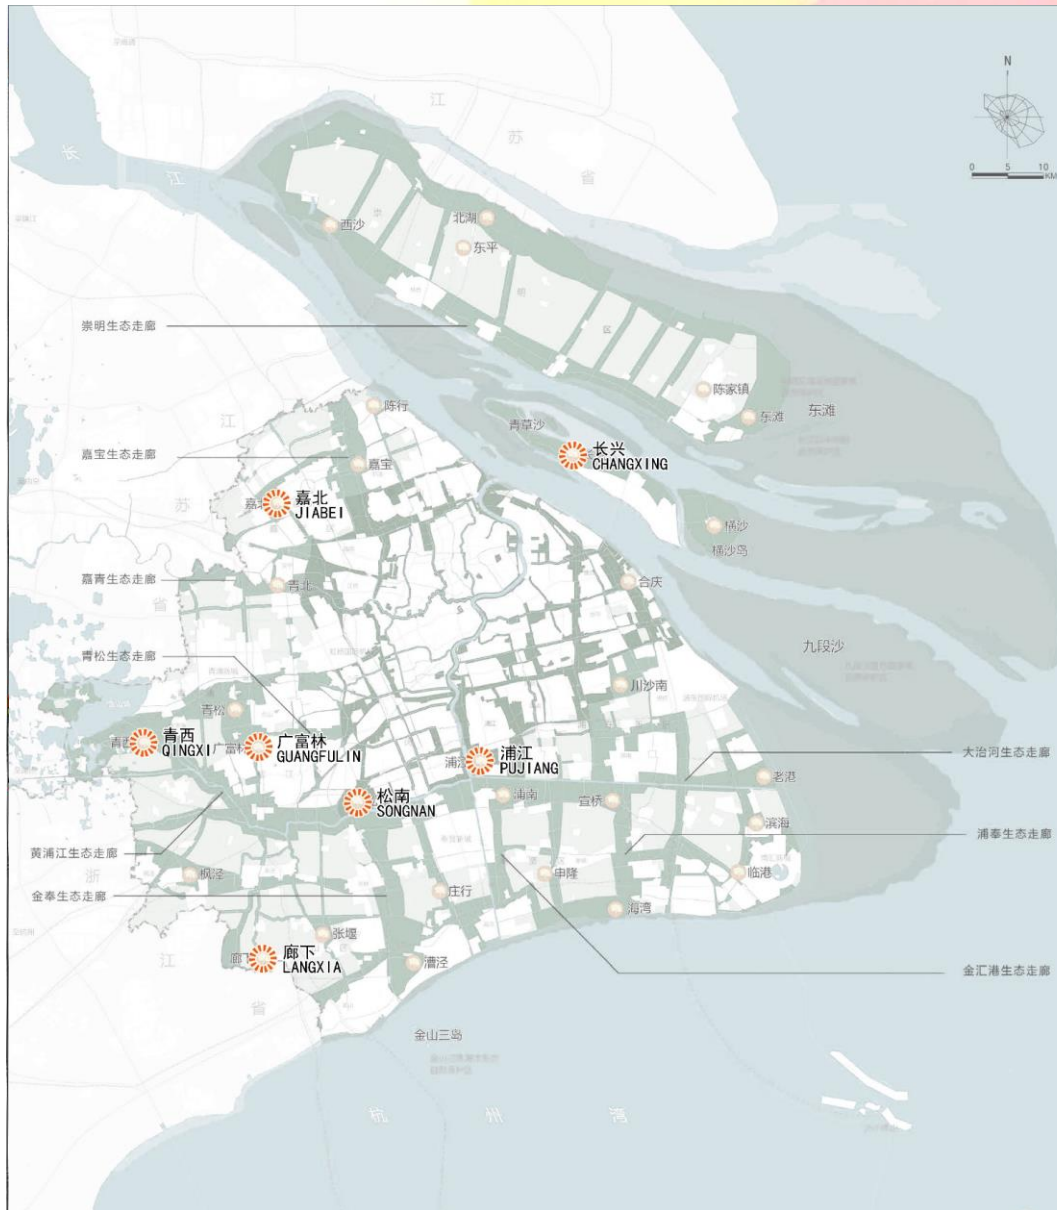 N
江
苏
省
0 5 10
KM
长
江
北湖
西沙
东平
崇明生态走廊
明
区
陈家镇
东滩
东滩
陈行
青草沙
长兴
CHANGXING
嘉宝生态走廊
嘉宝
江
苏
省
嘉北
JIABEI
横沙
横沙岛
嘉青生态走廊
青北
合庆
九段沙
青松生态走廊
川沙南
青松
青西
QINGXI
广富林
GUANGFULIN
浦江
PUJIANG
大治河生态走廊
老港
松南
SONGNAN
浦南
宣桥
滨海
浦奉生态走廊
黄浦江生态走廊
浙
江
省
枫泾
申隆
临港
金奉生态走廊
庄行
海湾
张堰
廊下
LANGXIA
漕泾
金汇港生态走廊
金山三岛
杭
州
湾